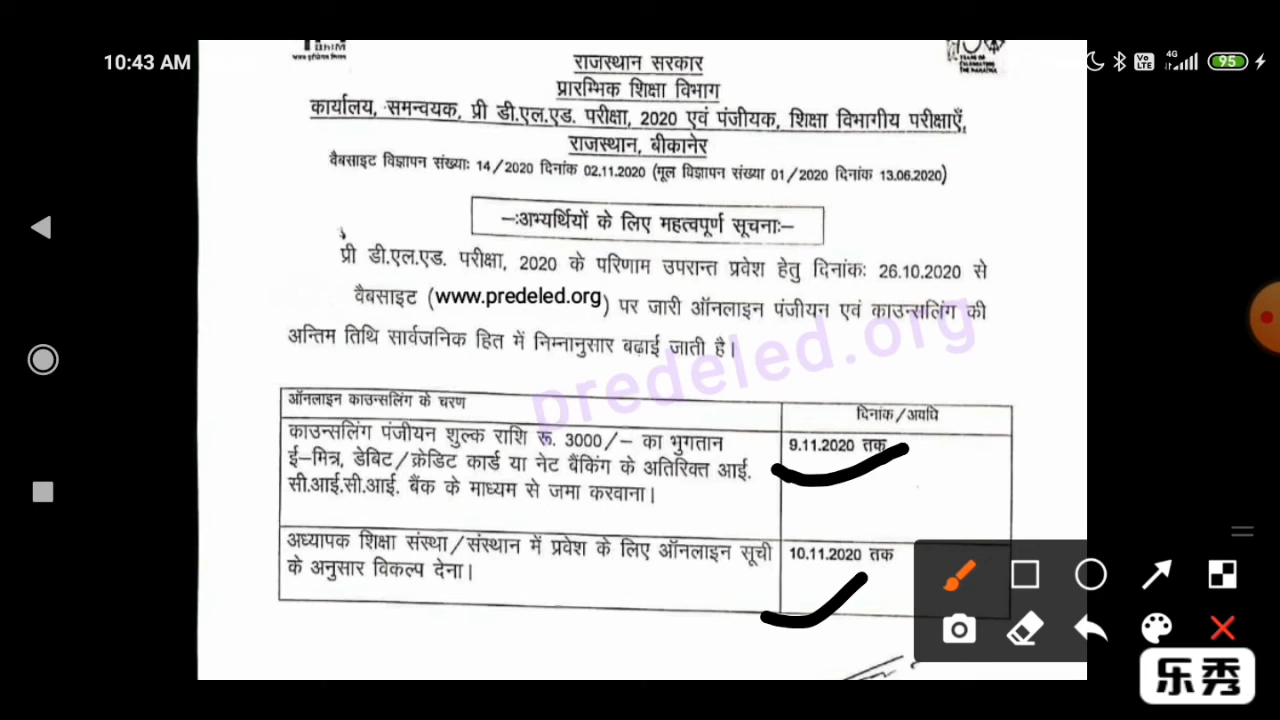 10:43 AM
4G
Vo
LTE
95
राजस्थान सरकार
प्रारम्भिक शिक्षा विभाग
कार्यालय, समन्वयक, प्री डी.एल.एड. परीक्षा, 2020 एवं पंजीयक, शिक्षा विभागीय परीक्षाएँ,
राजस्थान, बीकानेर
वैबसाइट विज्ञापन संख्याः 14/2020 दिनांक 02.11.2020 (मूल विज्ञापन संख्या 01/2020 दिनांक 13.06.2020)
–:अभ्यर्थियों के लिए महत्वपूर्ण सूचनाः–
प्री डी.एल.एड. परीक्षा, 2020 के परिणाम उपरान्त प्रवेश हेतु दिनांकः 26.10.2020 से
वैबसाइट (www.predeled.org) पर जारी ऑनलाइन पंजीयन एवं काउन्सलिंग की
अन्तिम तिथि सार्वजनिक हित में निम्नानुसार बढ़ाई जाती है।
predeled.org
ऑनलाइन काउन्सलिंग के चरण
दिनांक/अवधि
काउन्सलिंग पंजीयन शुल्क राशि रू. 3000/– का भुगतान
ई–मित्र, डेबिट/क्रेडिट कार्ड या नेट बैंकिंग के अतिरिक्त आई.
सी.आई.सी.आई. बैंक के माध्यम से जमा करवाना।
9.11.2020 तक
अध्यापक शिक्षा संस्था/संस्थान में प्रवेश के लिए ऑनलाइन सूची
के अनुसार विकल्प देना।
10.11.2020 तक
乐秀